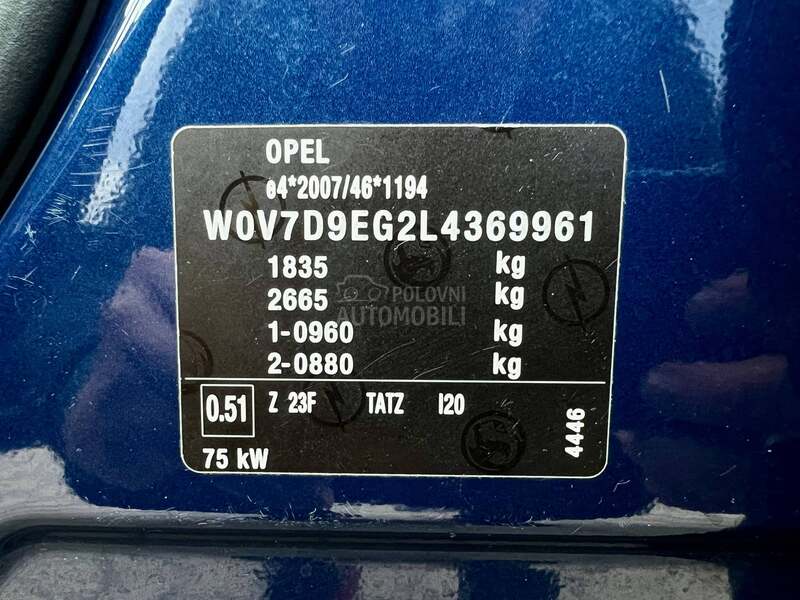 OPEL
e4*2007/46*1194
W0V7D9EG2L4369961
1835 kg
2665 kg
1-0960 kg
2-0880 kg
POLOVNI
AUTOMOBILI
0.51 Z 23F TATZ I20
75 kW
4446